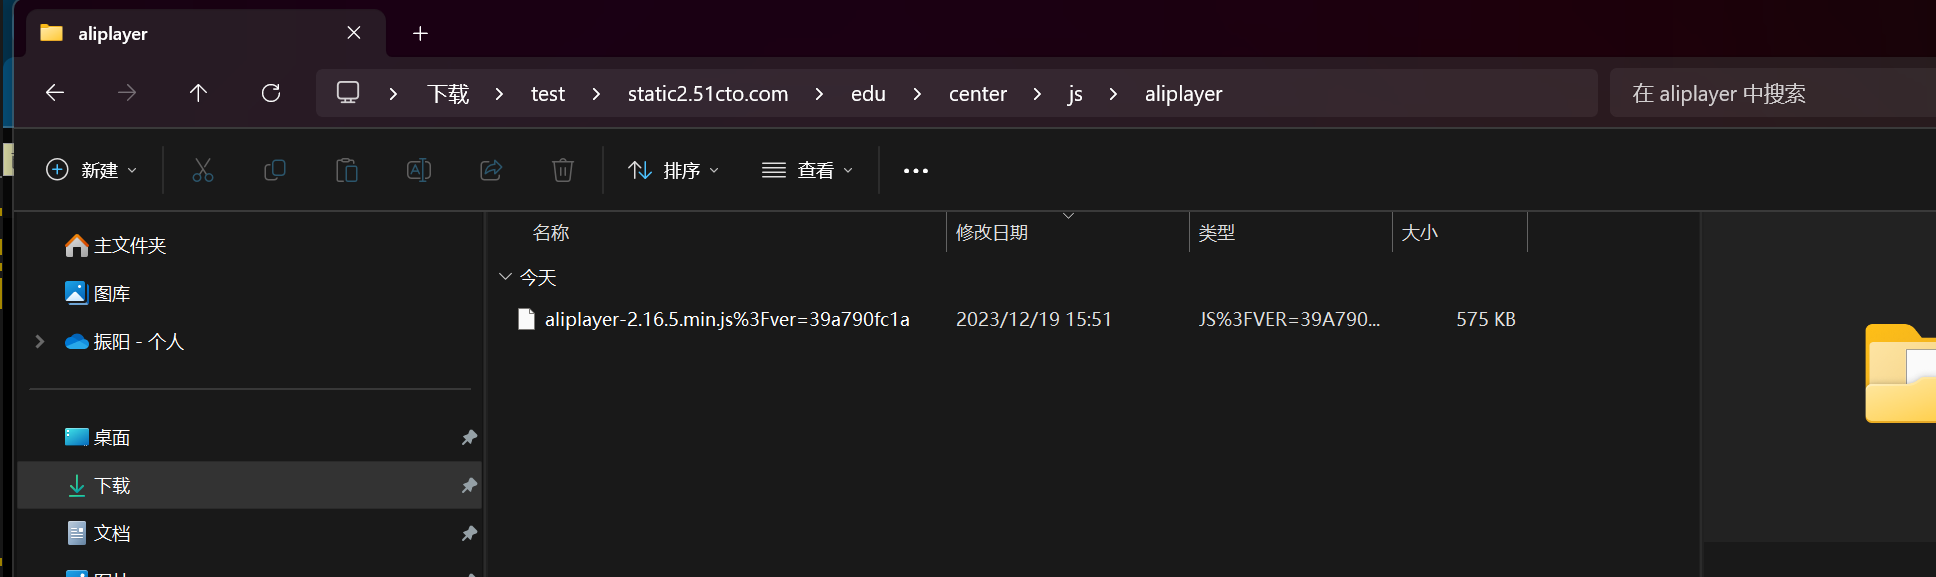 aliplayer
下载 test static2.51cto.com edu center js aliplayer
在 aliplayer 中搜索
新建 排序 查看
主文件夹
图库
振阳 - 个人
桌面
下载
文档
名称 修改日期 类型 大小
今天
aliplayer-2.16.5.min.js%3Fver=39a790fc1a 2023/12/19 15:51 JS%3FVER=39A790... 575 KB